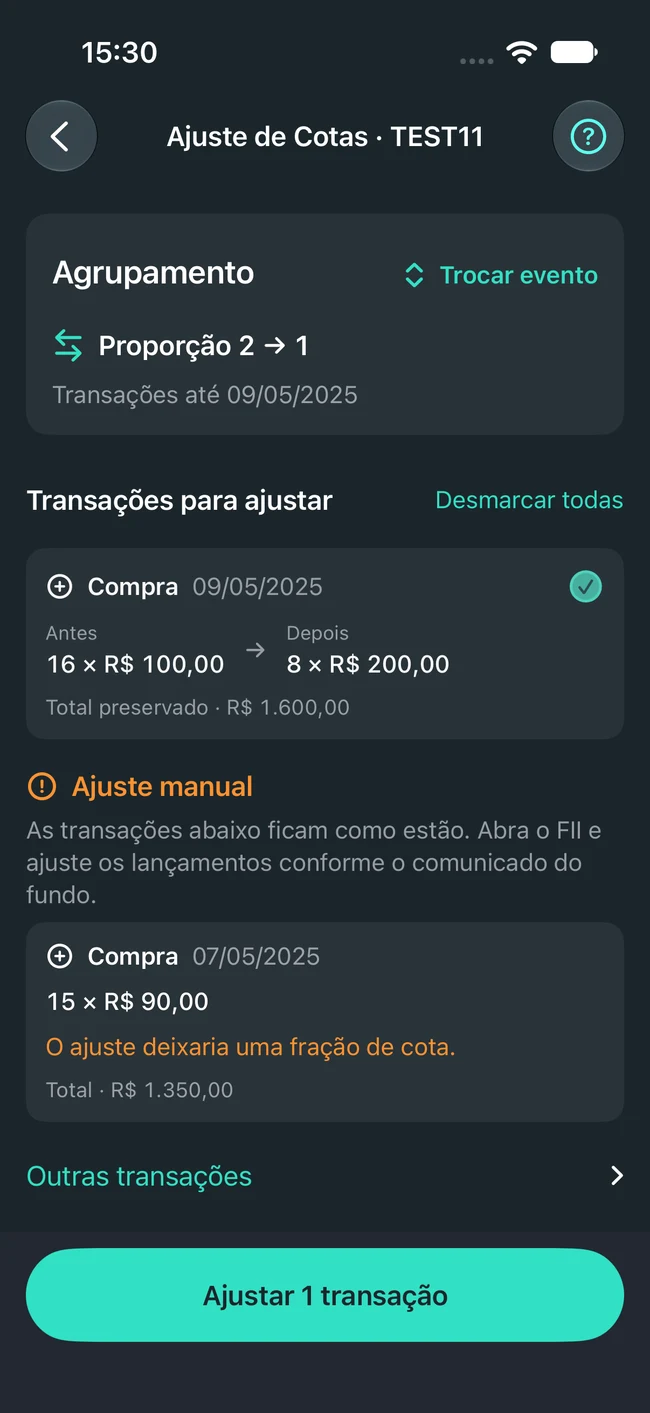 15:30
Ajuste de Cotas · TEST11
?
Agrupamento
Trocar evento
Proporção 2 → 1
Transações até 09/05/2025
Transações para ajustar
Desmarcar todas
Compra 09/05/2025
Antes
16 × R$ 100,00
→
Depois
8 × R$ 200,00
Total preservado · R$ 1.600,00
Ajuste manual
As transações abaixo ficam como estão. Abra o FII e
ajuste os lançamentos conforme o comunicado do
fundo.
Compra 07/05/2025
15 × R$ 90,00
O ajuste deixaria uma fração de cota.
Total · R$ 1.350,00
Outras transações
Ajustar 1 transação